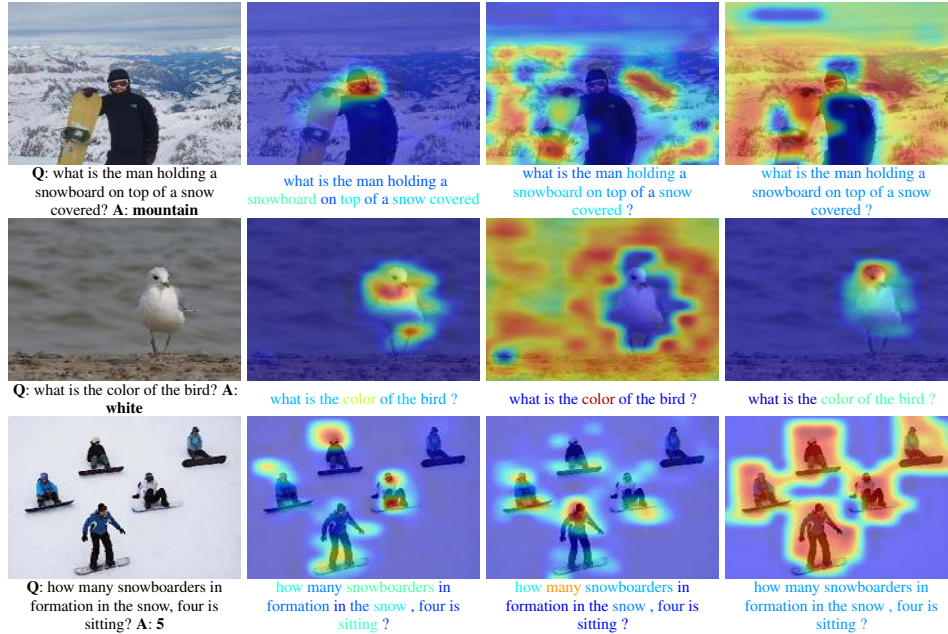 Q: what is the man holding a
snowboard on top of a snow
covered? A: mountain
what is the man holding a
snowboard on top of a snow covered
what is the man holding a
snowboard on top of a snow
covered ?
what is the man holding a
snowboard on top of a snow
covered ?
Q: what is the color of the bird? A:
white
what is the color of the bird ?
what is the color of the bird ?
what is the color of the bird ?
Q: how many snowboarders in
formation in the snow, four is
sitting? A: 5
how many snowboarders in
formation in the snow , four is
sitting ?
how many snowboarders in
formation in the snow , four is
sitting ?
how many snowboarders in
formation in the snow , four is
sitting ?